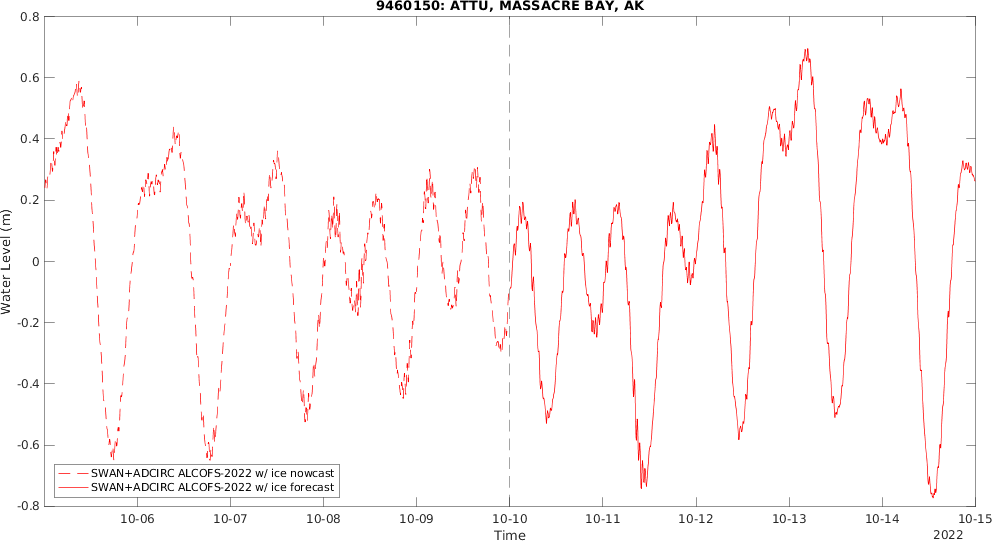 9460150: ATTU, MASSACRE BAY, AK
Water Level (m)
0.8
0.6
0.4
0.2
0
-0.2
-0.4
-0.6
-0.8
SWAN+ADCIRC ALCOFS-2022 w/ ice nowcast
SWAN+ADCIRC ALCOFS-2022 w/ ice forecast
10-06 10-07 10-08 10-09 10-10 10-11 10-12 10-13 10-14 10-15
Time
2022